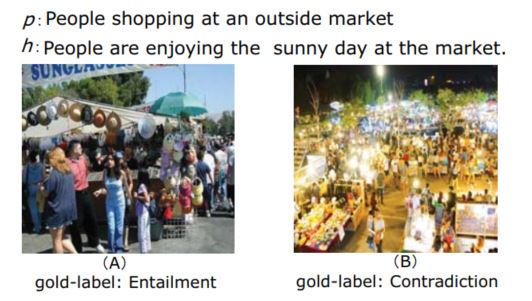 p: People shopping at an outside market
h: People are enjoying the sunny day at the market.
SUNGLASSES
(A)
(B)
gold-label: Entailment
gold-label: Contradiction